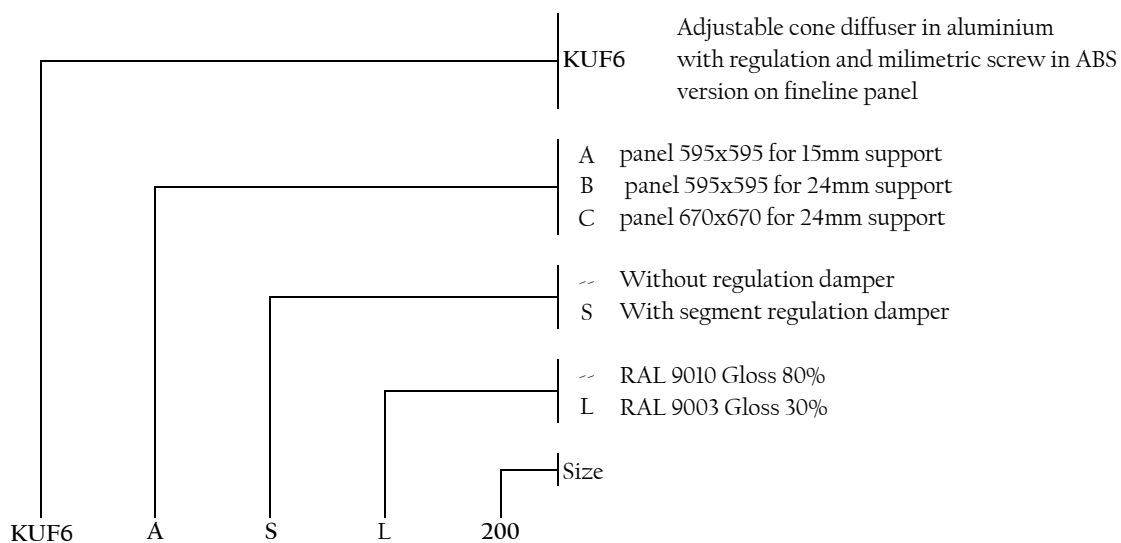 Adjustable cone diffuser in aluminium
KUF6 with regulation and milimetric screw in ABS
version on fineline panel
A panel 595x595 for 15mm support
B panel 595x595 for 24mm support
C panel 670x670 for 24mm support
-- Without regulation damper
S With segment regulation damper
-- RAL 9010 Gloss 80%
L RAL 9003 Gloss 30%
Size
KUF6 A S L 200